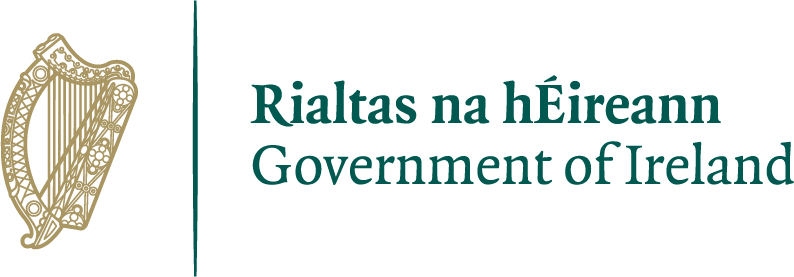 Rialtas na hÉireann
Government of Ireland